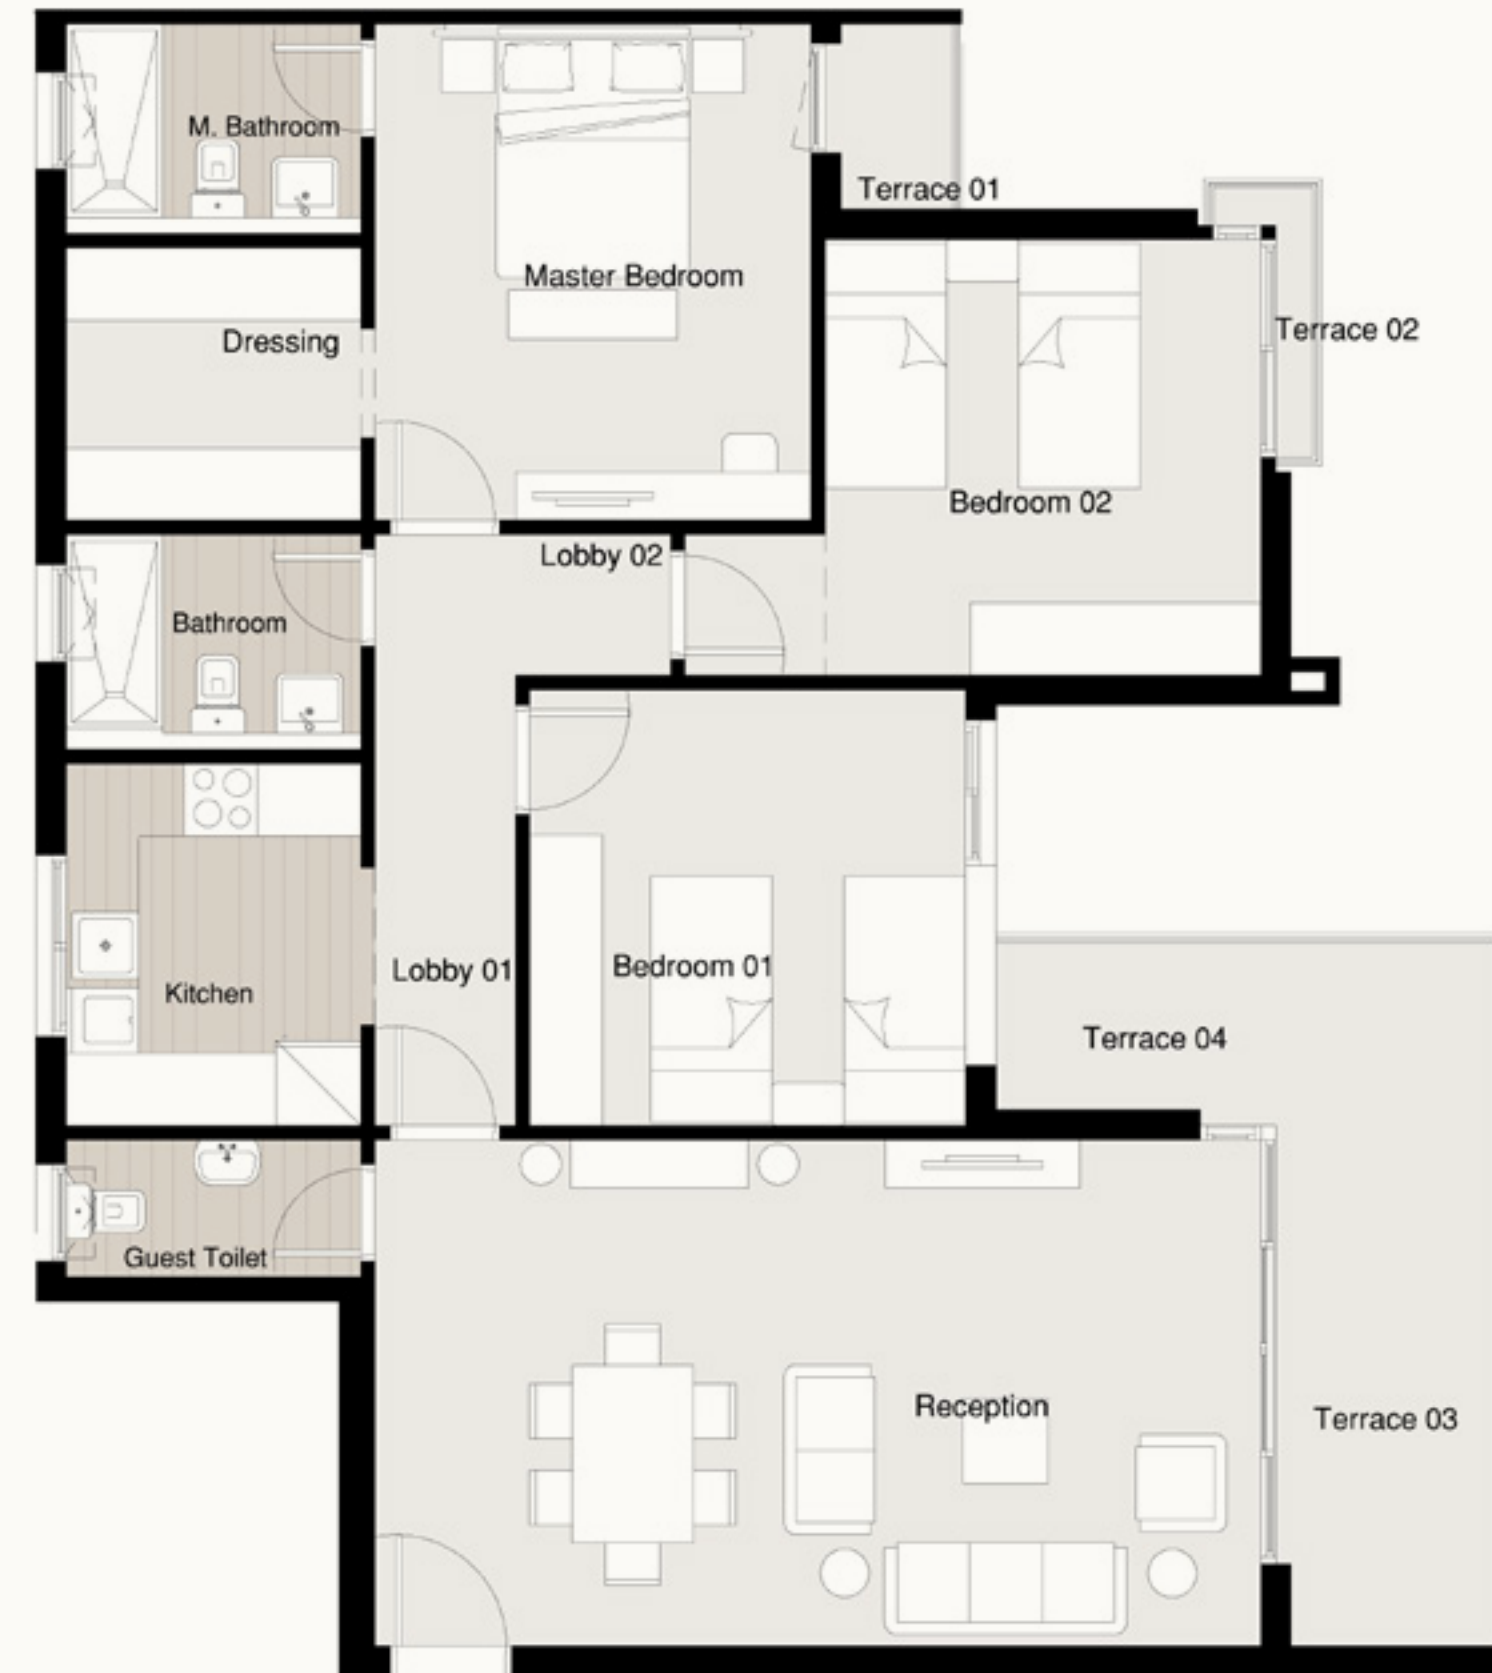 M. Bathroom
Terrace 01
Master Bedroom
Terrace 02
Dressing
Bedroom 02
Lobby 02
Bathroom
Bedroom 01
Lobby 01
Kitchen
Terrace 04
Guest Toilet
Reception
Terrace 03